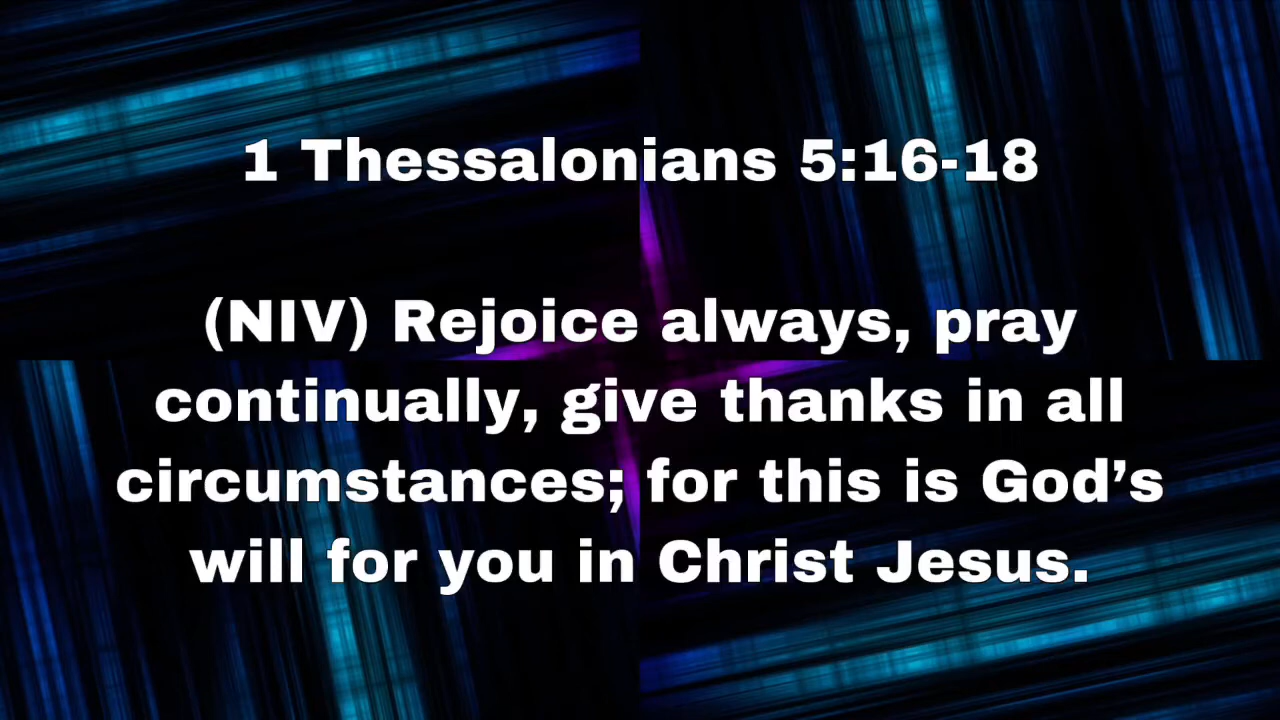 1 Thessalonians 5:16-18
(NIV) Rejoice always, pray
continually, give thanks in all
circumstances; for this is God’s
will for you in Christ Jesus.